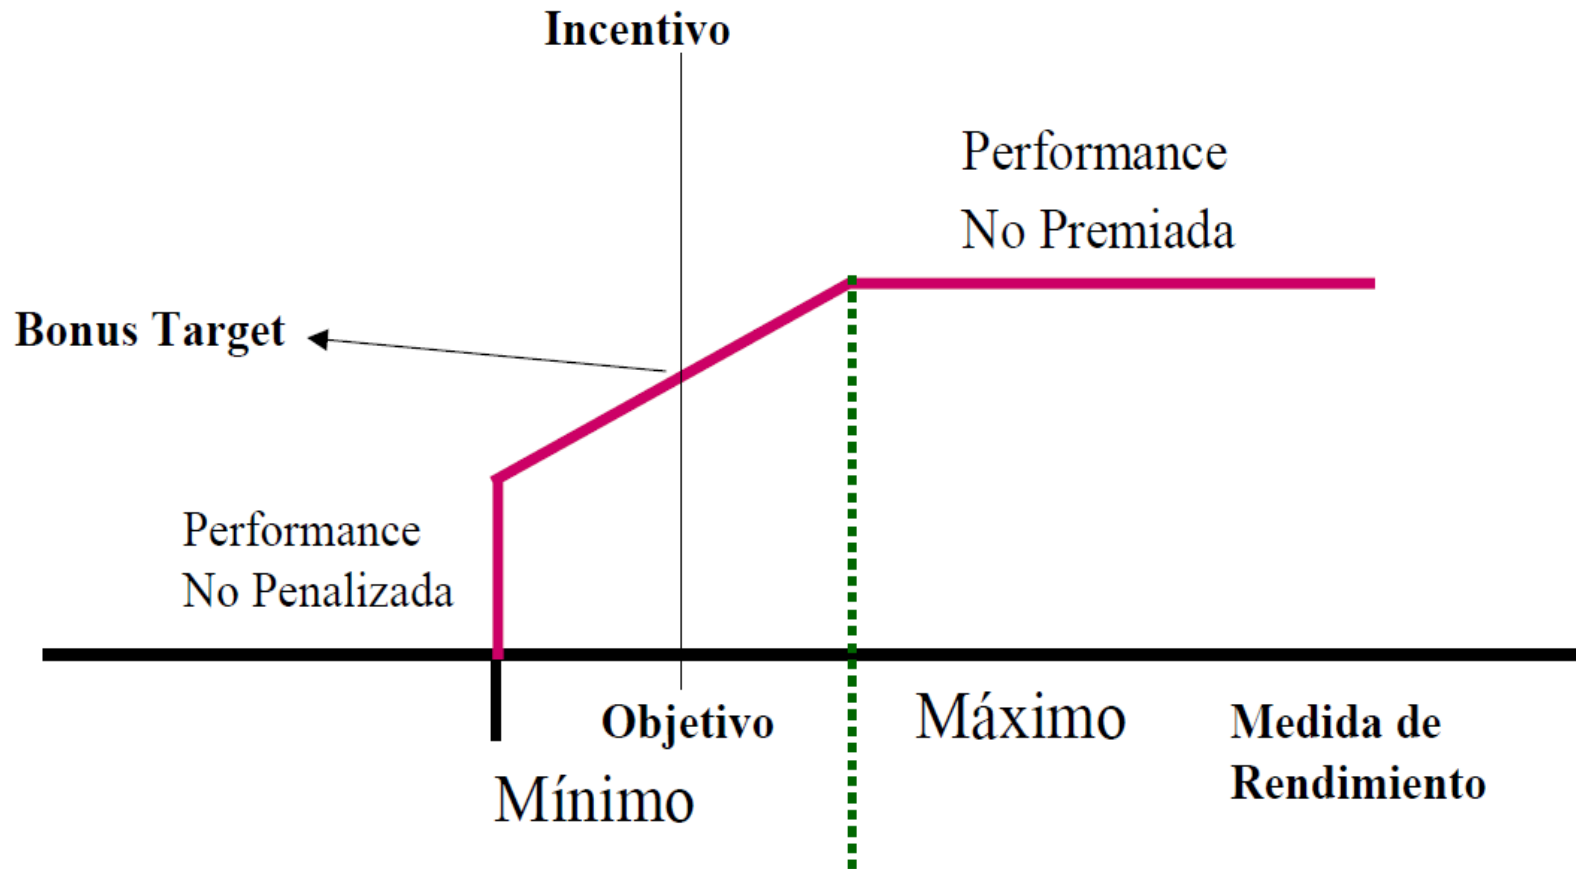 Incentivo
Performance
No Premiada
Bonus Target
Performance
No Penalizada
Objetivo
Máximo
Medida de
Rendimiento
Mínimo